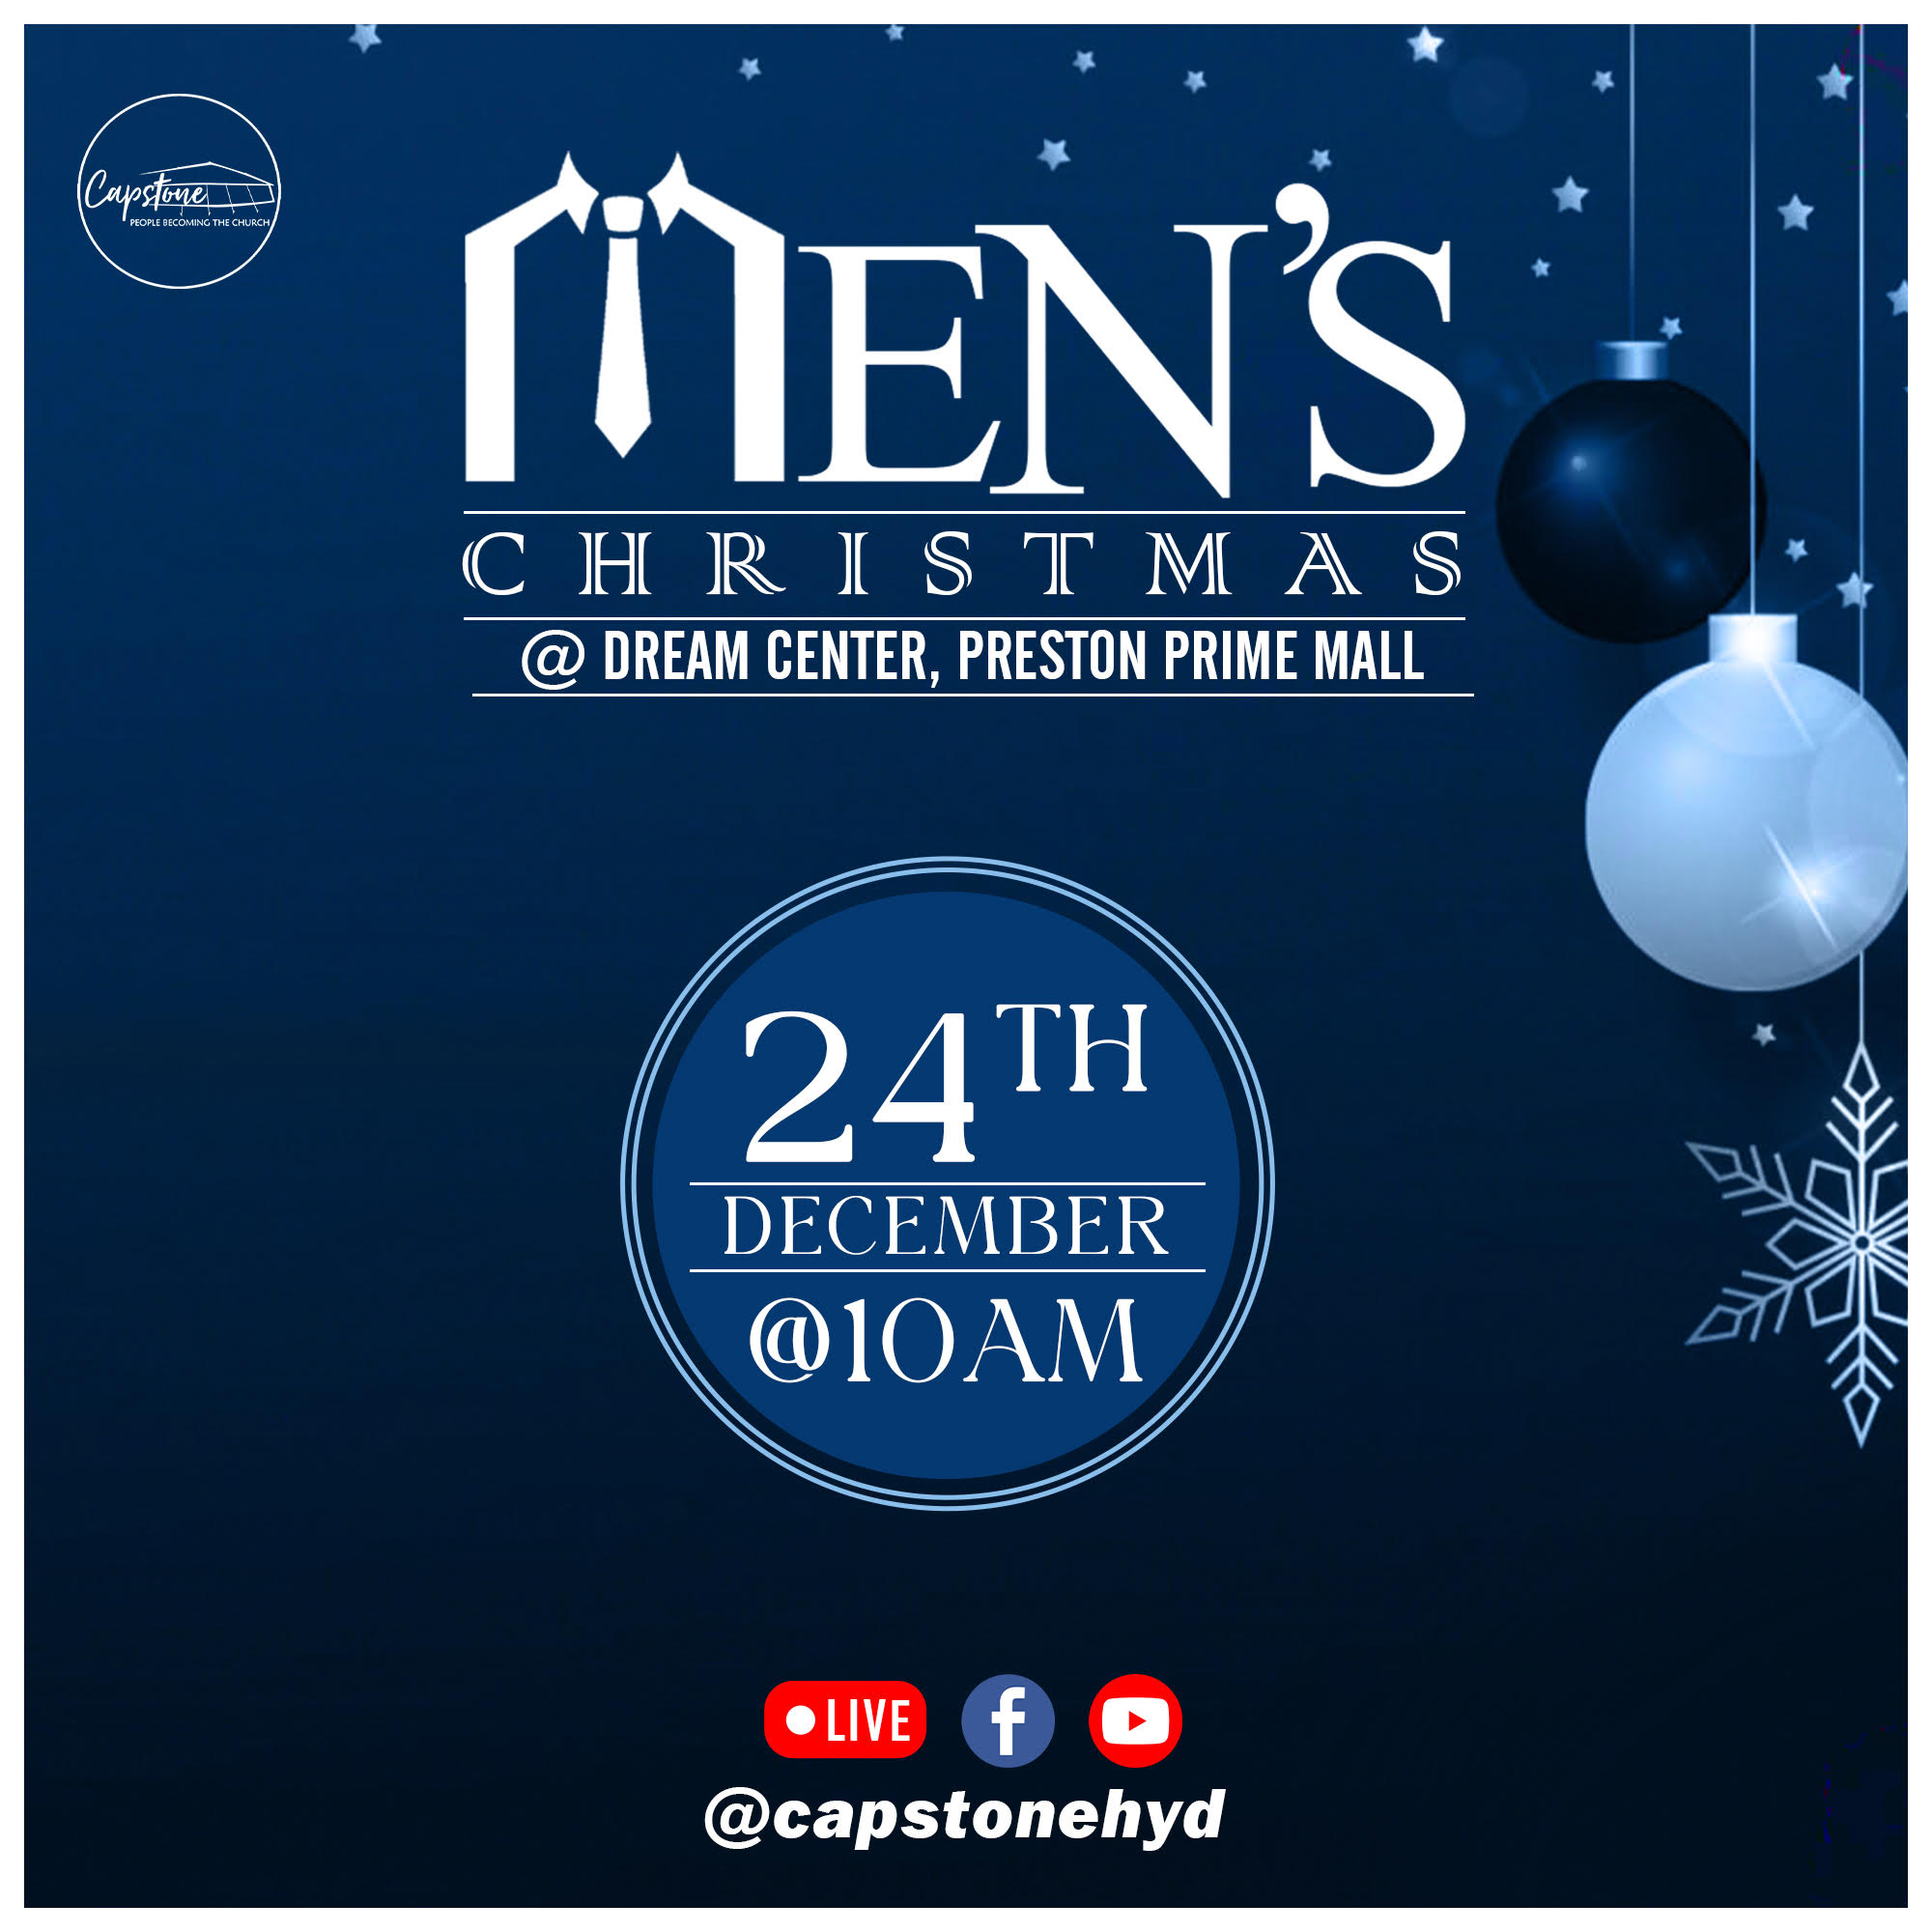 Capstone
PEOPLE BECOMING THE CHURCH
MEN'S
CHRISTMAS
@ DREAM CENTER, PRESTON PRIME MALL
24TH
DECEMBER
@10AM
LIVE
@capstonehyd